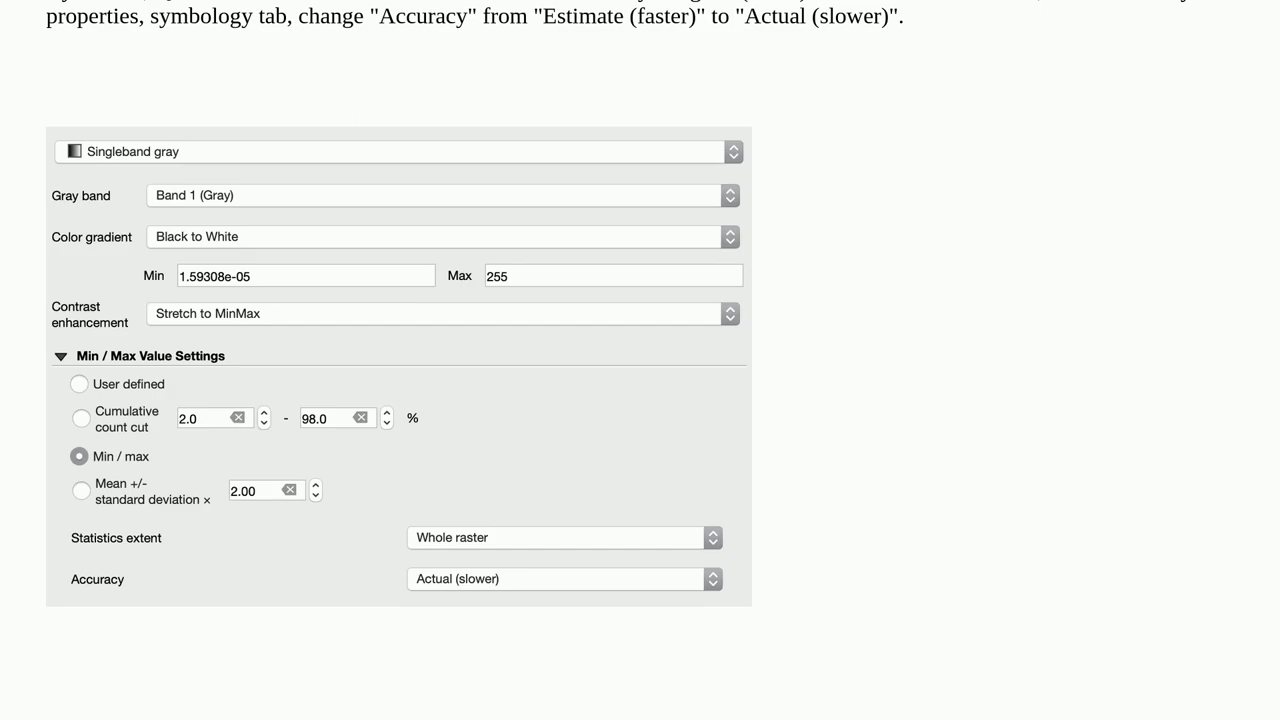 properties, symbology tab, change "Accuracy" from "Estimate (faster)" to "Actual (slower)".
Singleband gray
Gray band Band 1 (Gray)
Color gradient Black to White
Min 1.59308e-05 Max 255
Contrast
enhancement Stretch to MinMax
Min / Max Value Settings
User defined
Cumulative
count cut 2.0 - 98.0 %
Min / max
Mean +/-
standard deviation × 2.00
Statistics extent Whole raster
Accuracy Actual (slower)